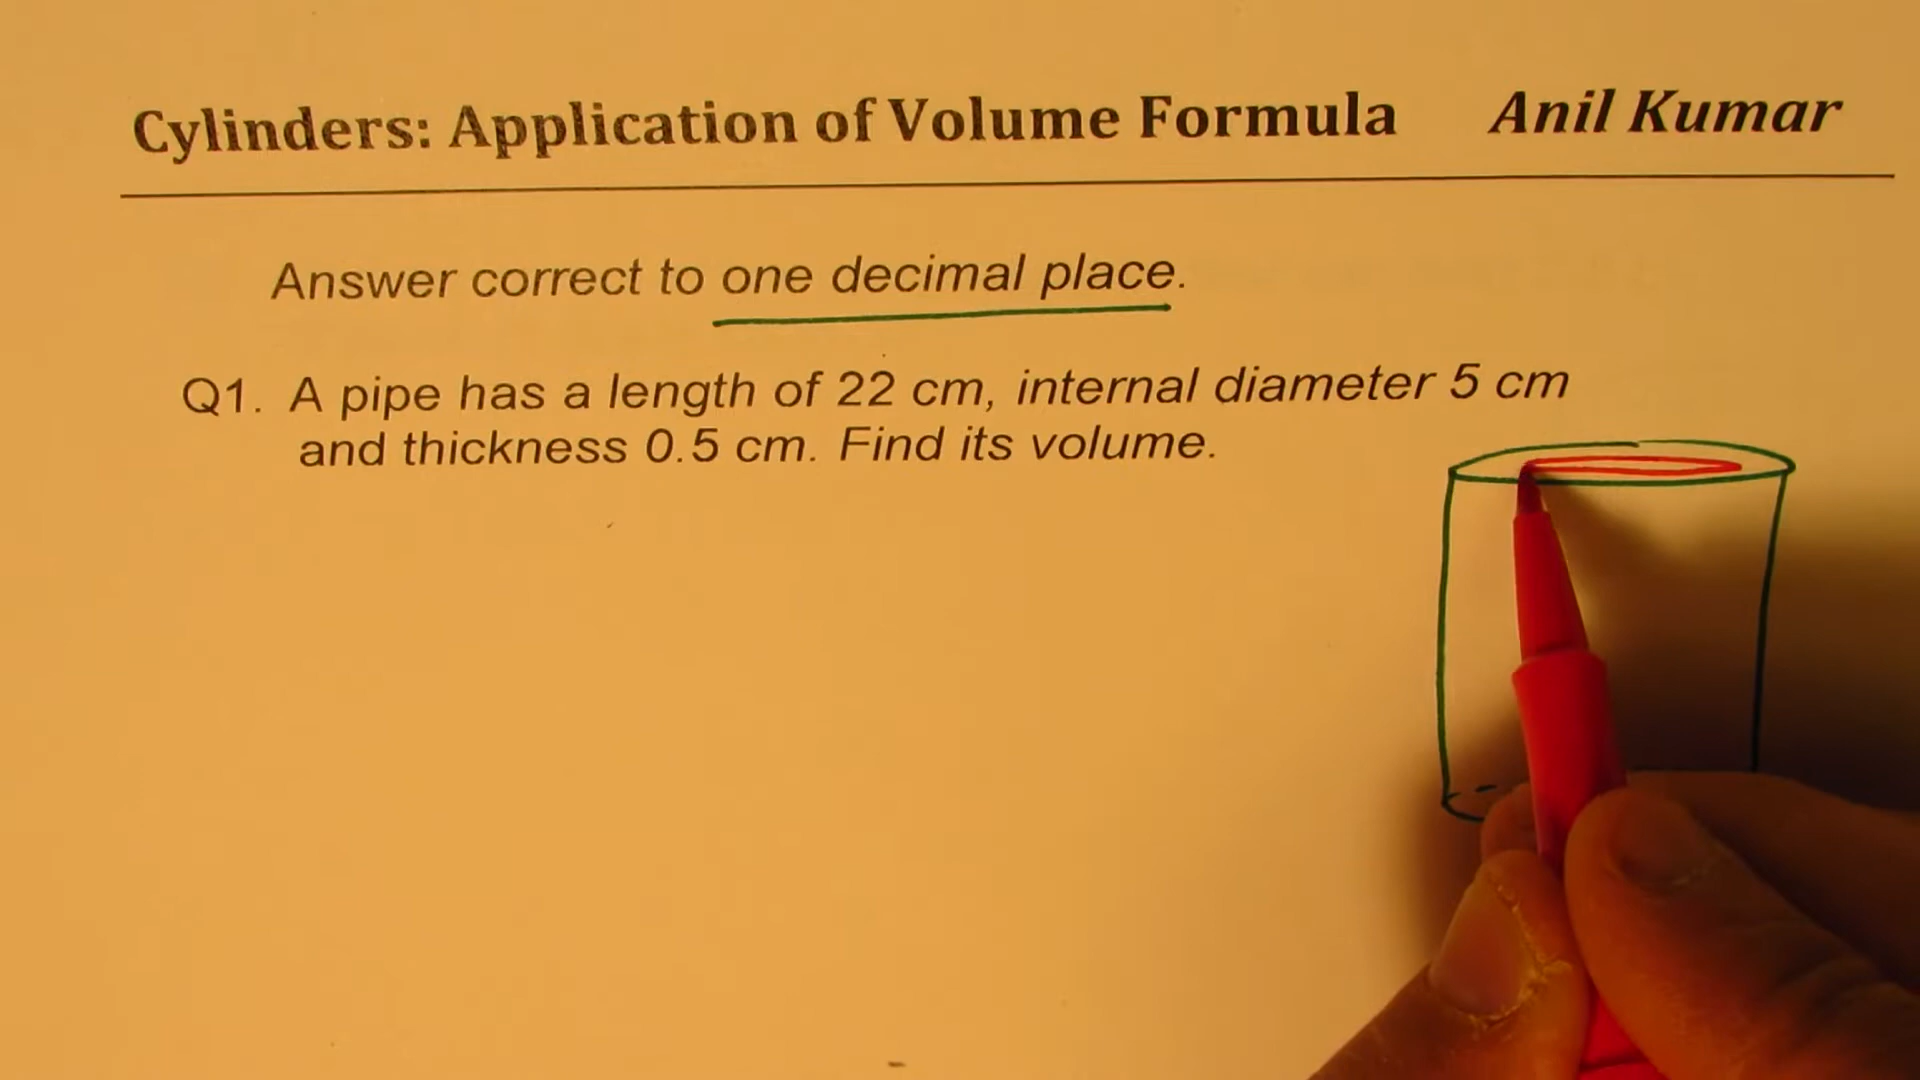 Cylinders: Application of Volume Formula Anil Kumar
Answer correct to one decimal place.
Q1. A pipe has a length of 22 cm, internal diameter 5 cm
and thickness 0.5 cm. Find its volume.